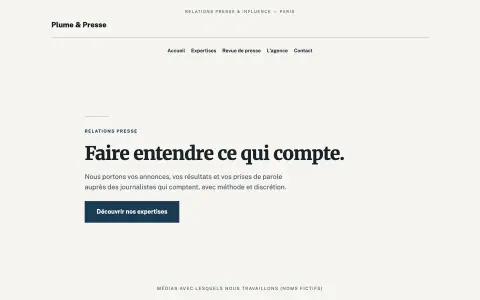 RELATIONS PRESSE & INFLUENCE — PARIS
Plume & Presse
Accueil Expertises Revue de presse L'agence Contact
RELATIONS PRESSE
Faire entendre ce qui compte.
Nous portons vos annonces, vos résultats et vos prises de parole
auprès des journalistes qui comptent, avec méthode et discrétion.
Découvrir nos expertises
MÉDIAS AVEC LESQUELS NOUS TRAVAILLONS (NOMS FICTIFS)